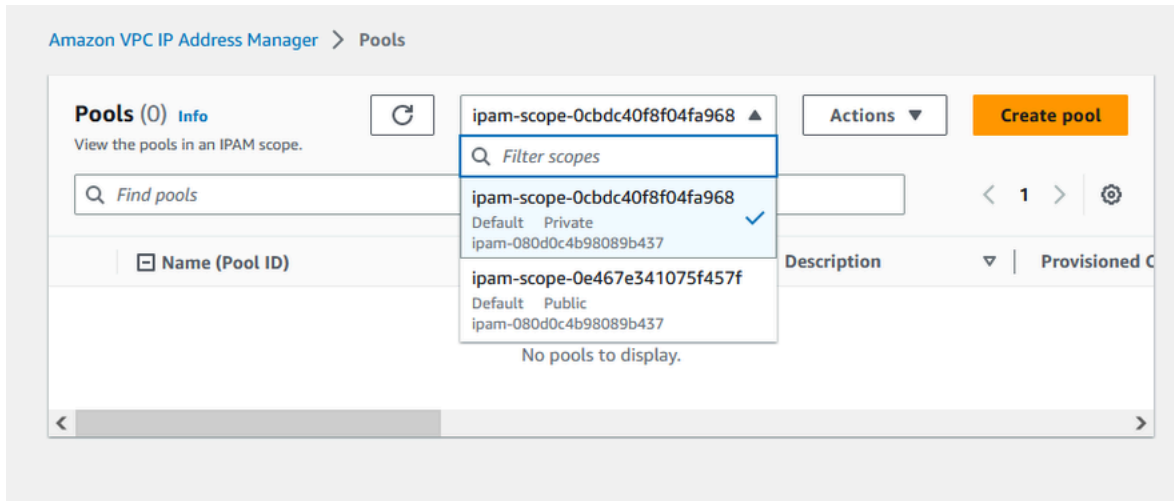 Amazon VPC IP Address Manager > Pools
Pools (0) Info
View the pools in an IPAM scope.
ipam-scope-0cbdc40f8f04fa968
Actions
Create pool
Filter scopes
Find pools
1
ipam-scope-0cbdc40f8f04fa968
Default Private
ipam-080d0c4b98089b437
ipam-scope-0e467e341075f457f
Default Public
ipam-080d0c4b98089b437
Name (Pool ID)
Description
Provisioned C
No pools to display.